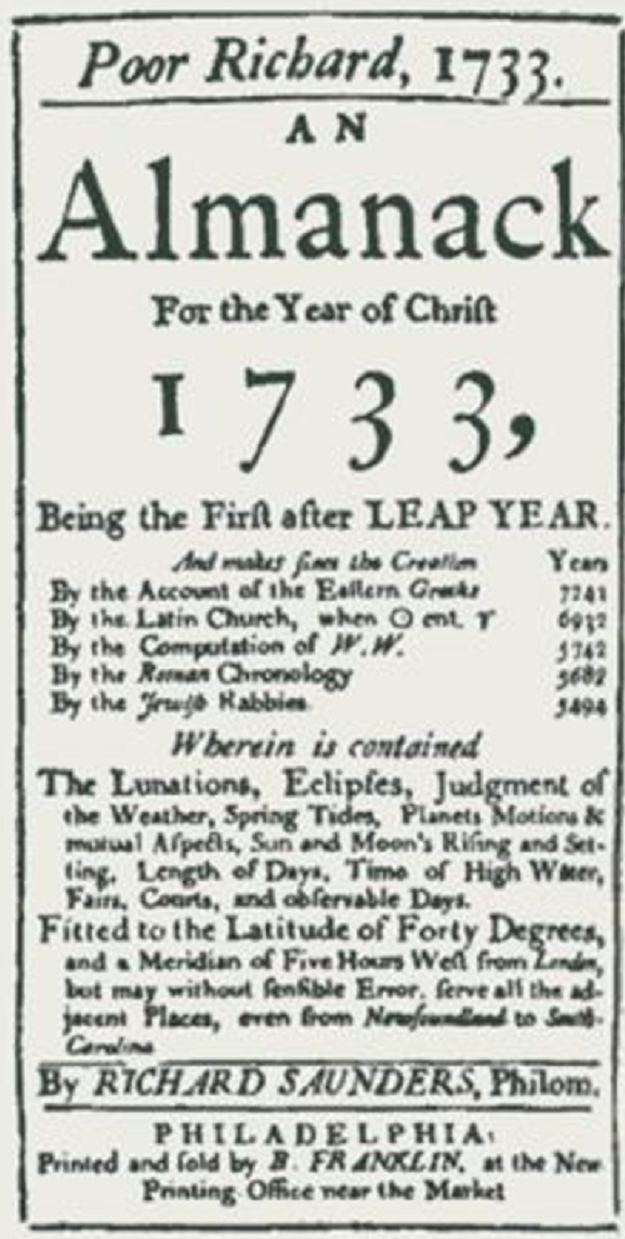 Poor Richard, 1733.
AN
Almanack
For the Year of Chriſt
1733,
Being the Firſt after LEAP YEAR.
And makes ſince the Creation Years
By the Account of the Eaſtern Greeks 7241
By the Latin Church, when ☉ ent. ♈ 6932
By the Computation of W.W. 5742
By the Roman Chronology 5682
By the Jewiſh Rabbies 5494
Wherein is contained
The Lunations, Eclipſes, Judgment of
the Weather, Spring Tides, Planets Motions &
mutual Aſpects, Sun and Moon's Riſing and Set-
ting, Length of Days, Time of High Water,
Fairs, Courts, and obſervable Days.
Fitted to the Latitude of Forty Degrees,
and a Meridian of Five Hours Weſt from London,
but may without ſenſible Error, ſerve all the ad-
jacent Places, even from Newfoundland to South-
Carolina
By RICHARD SAUNDERS, Philom.
PHILADELPHIA:
Printed and ſold by B. FRANKLIN, at the New
Printing Office near the Market